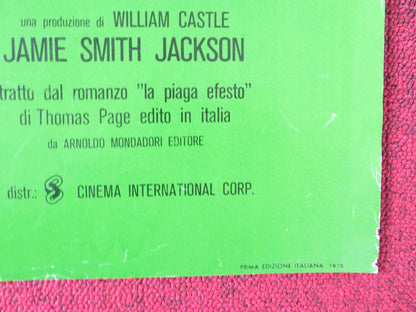 una produzione di WILLIAM CASTLE
JAMIE SMITH JACKSON
tratto dal romanzo "la piaga efesto"
di Thomas Page edito in italia
da ARNOLDO MONDADORI EDITORE
distr.: CINEMA INTERNATIONAL CORP.
PRIMA EDIZIONE ITALIANA 1975